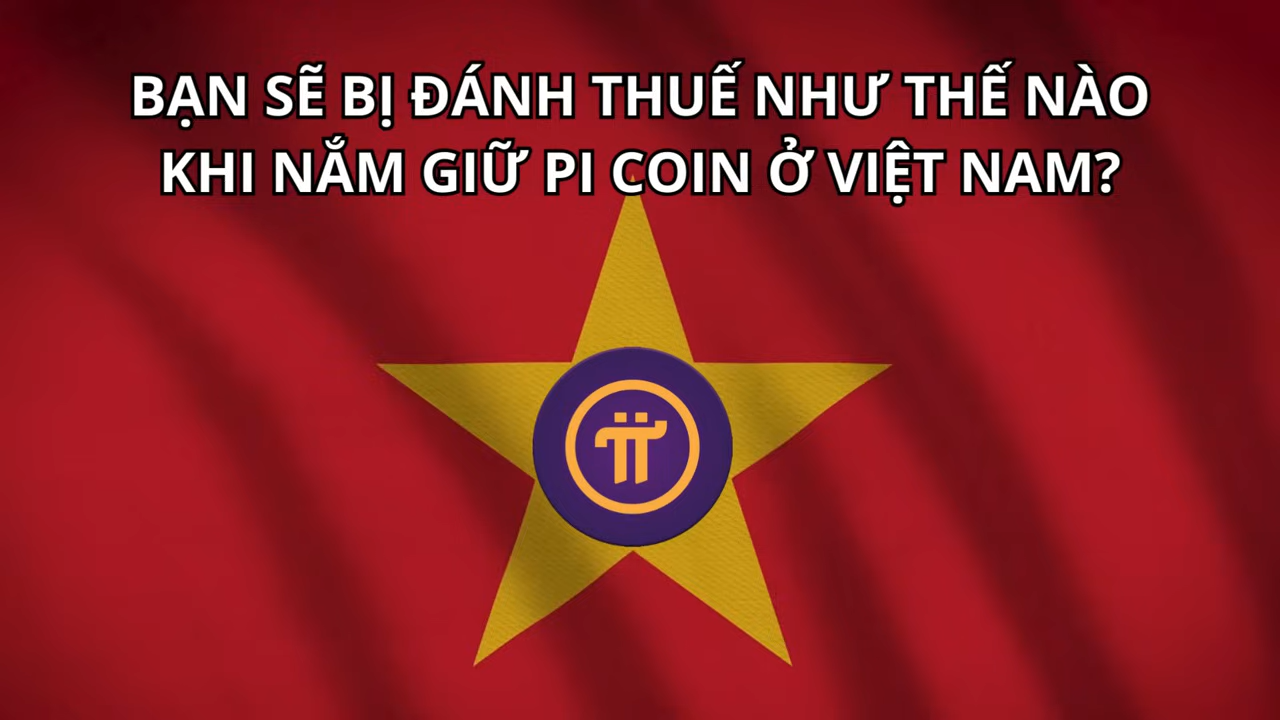 BẠN SẼ BỊ ĐÁNH THUẾ NHƯ THẾ NÀO
KHI NẮM GIỮ PI COIN Ở VIỆT NAM?